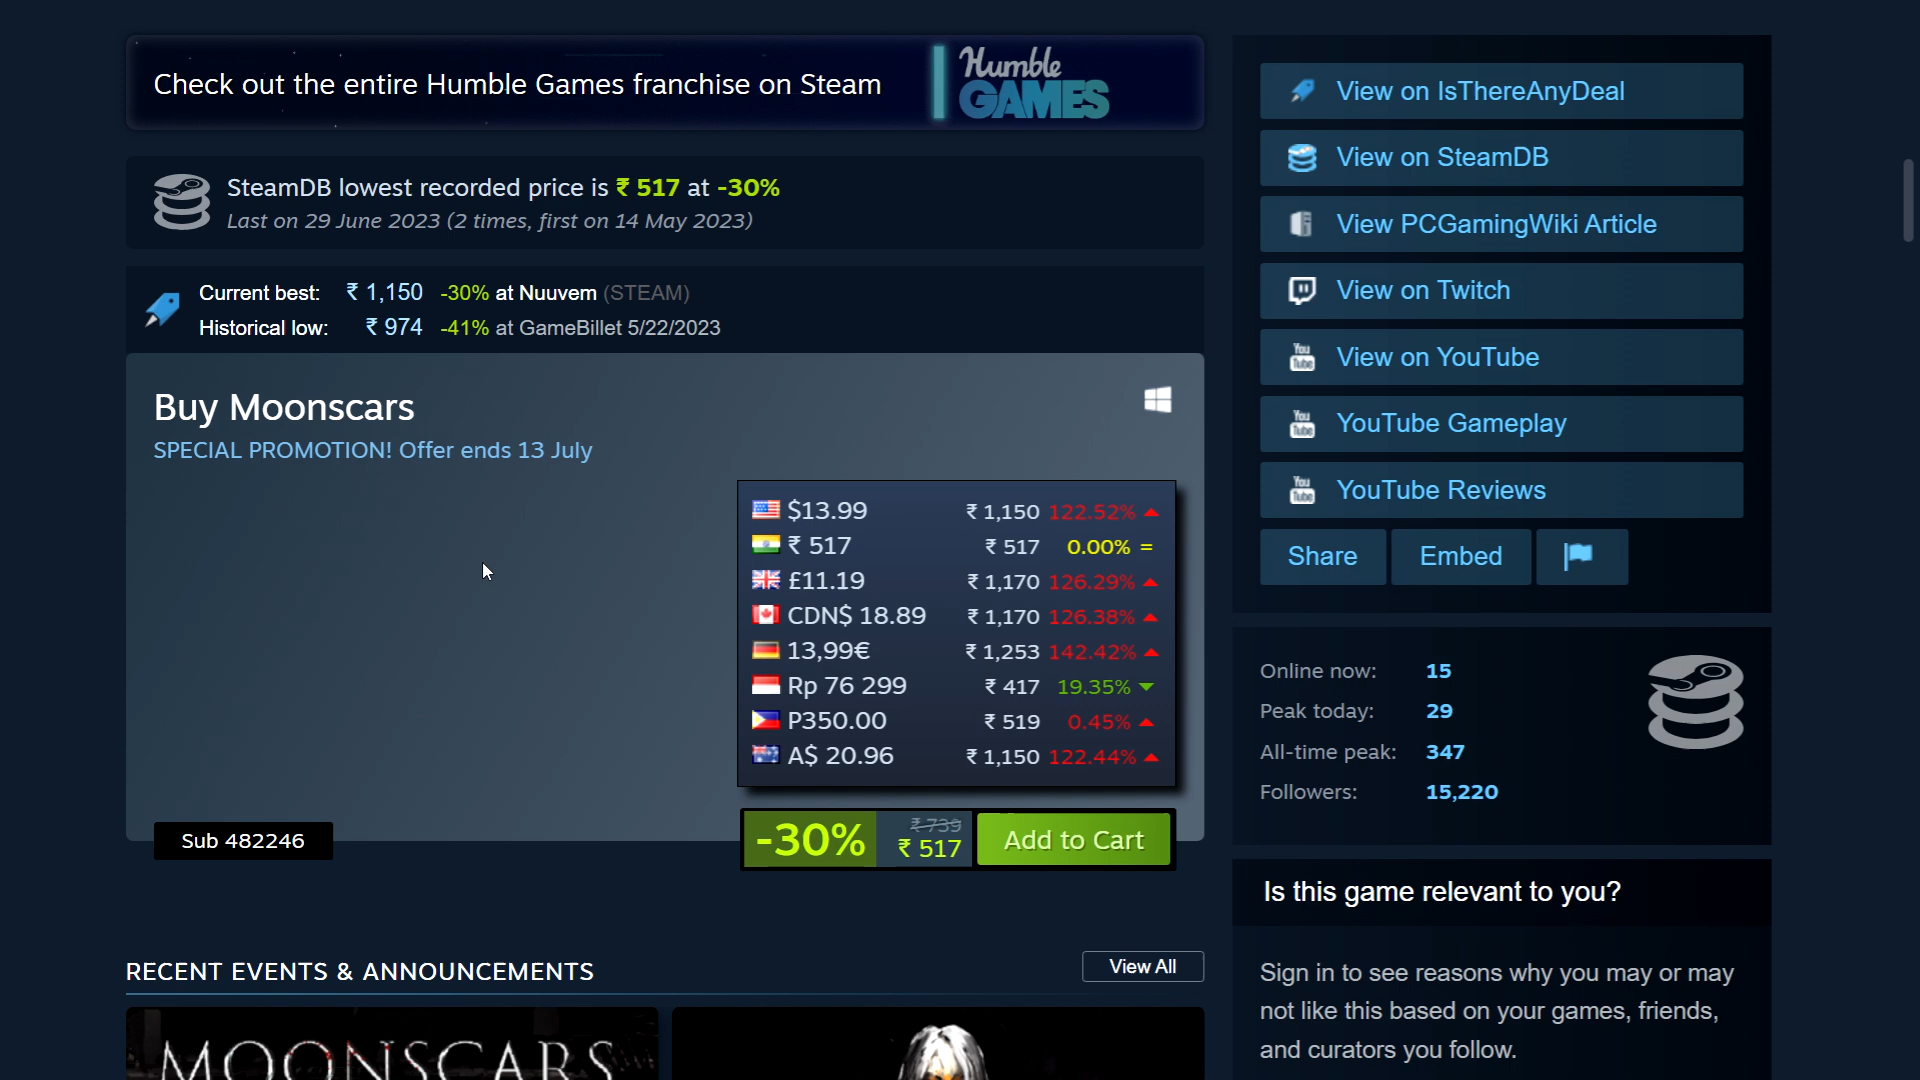 Check out the entire Humble Games franchise on Steam
Humble
GAMES
SteamDB lowest recorded price is ₹ 517 at -30%
Last on 29 June 2023 (2 times, first on 14 May 2023)
Current best: ₹ 1,150 -30% at Nuuvem (STEAM)
Historical low: ₹ 974 -41% at GameBillet 5/22/2023
Buy Moonscars
SPECIAL PROMOTION! Offer ends 13 July
$13.99 ₹ 1,150 122.52% ▲
₹ 517 ₹ 517 0.00% =
£11.19 ₹ 1,170 126.29% ▲
CDN$ 18.89 ₹ 1,170 126.38% ▲
13,99€ ₹ 1,253 142.42% ▲
Rp 76 299 ₹ 417 19.35% ▼
P350.00 ₹ 519 0.45% ▲
A$ 20.96 ₹ 1,150 122.44% ▲
Sub 482246
-30%
₹ 739
₹ 517
Add to Cart
RECENT EVENTS & ANNOUNCEMENTS
View All
MOONSCARS
View on IsThereAnyDeal
View on SteamDB
View PCGamingWiki Article
View on Twitch
You Tube View on YouTube
You Tube YouTube Gameplay
You Tube YouTube Reviews
Share
Embed
Online now: 15
Peak today: 29
All-time peak: 347
Followers: 15,220
Is this game relevant to you?
Sign in to see reasons why you may or may
not like this based on your games, friends,
and curators you follow.